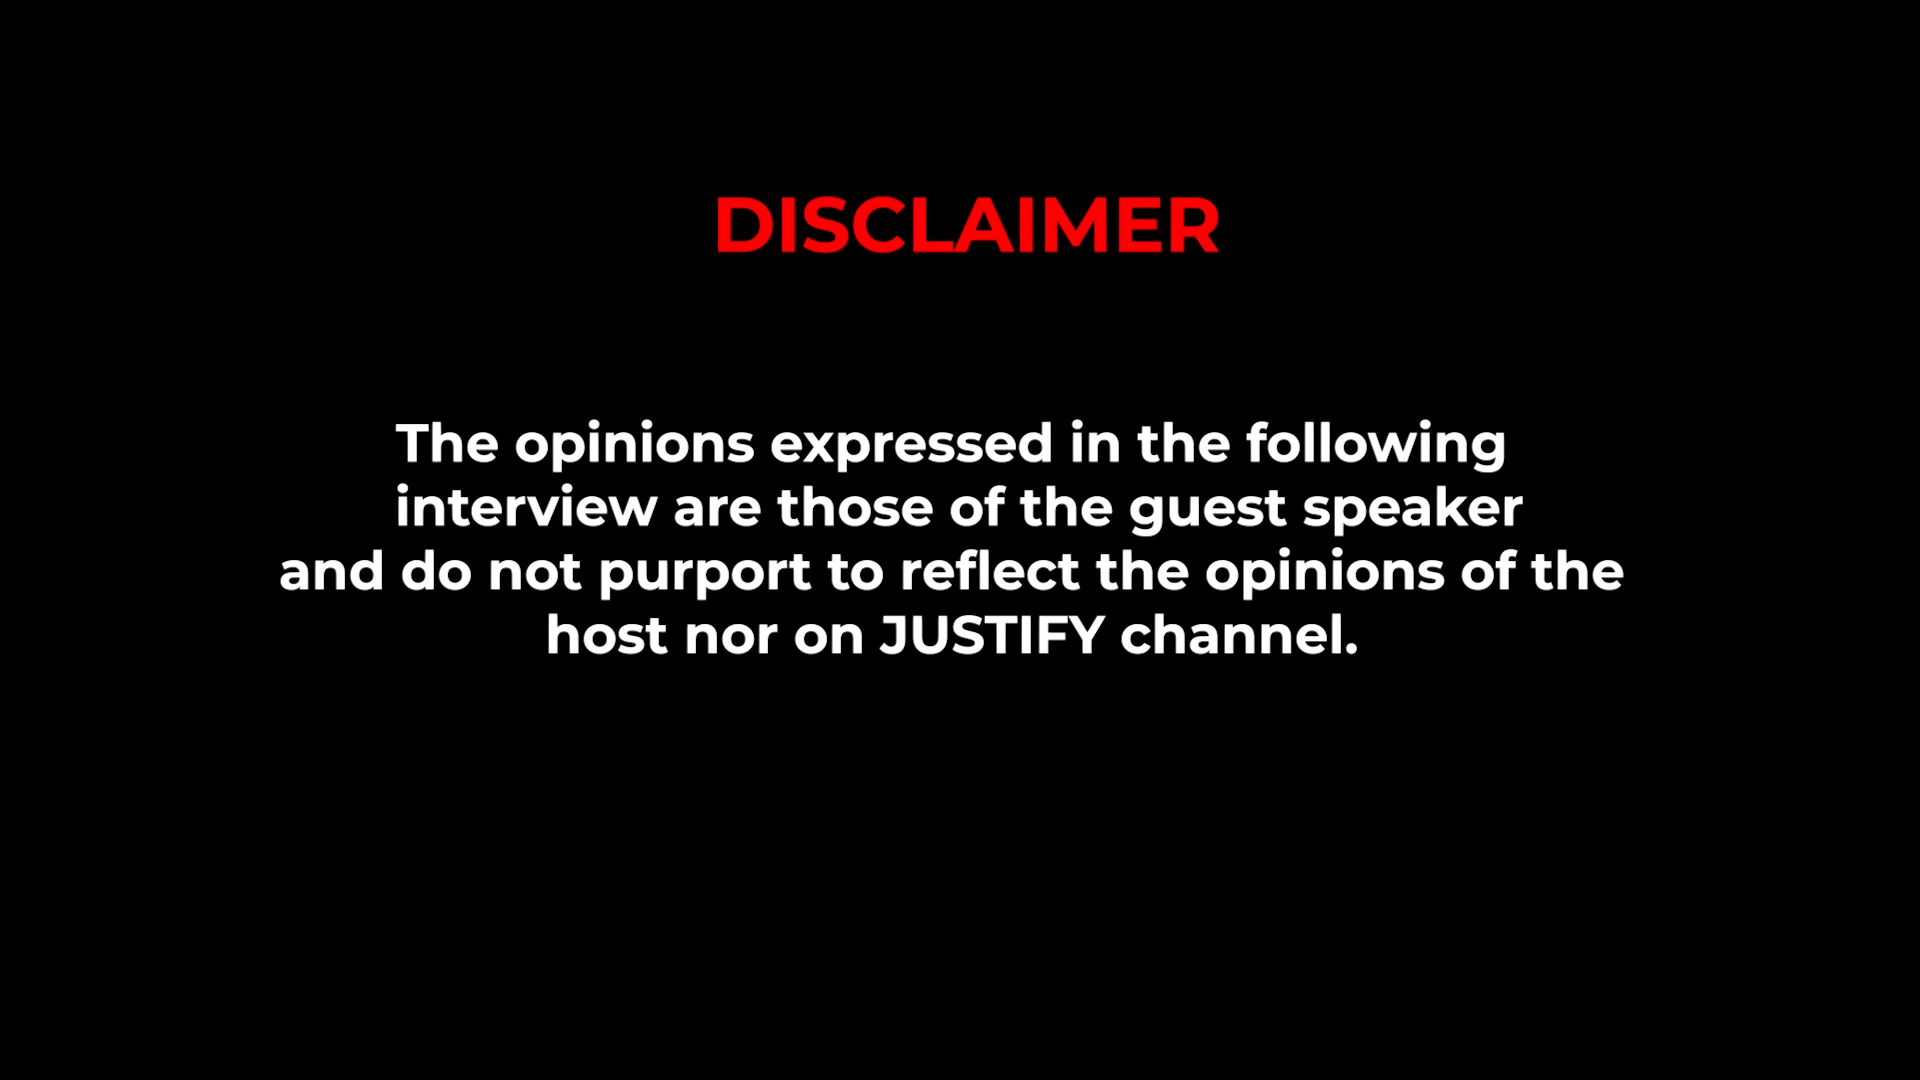 DISCLAIMER
The opinions expressed in the following
interview are those of the guest speaker
and do not purport to reflect the opinions of the
host nor on JUSTIFY channel.